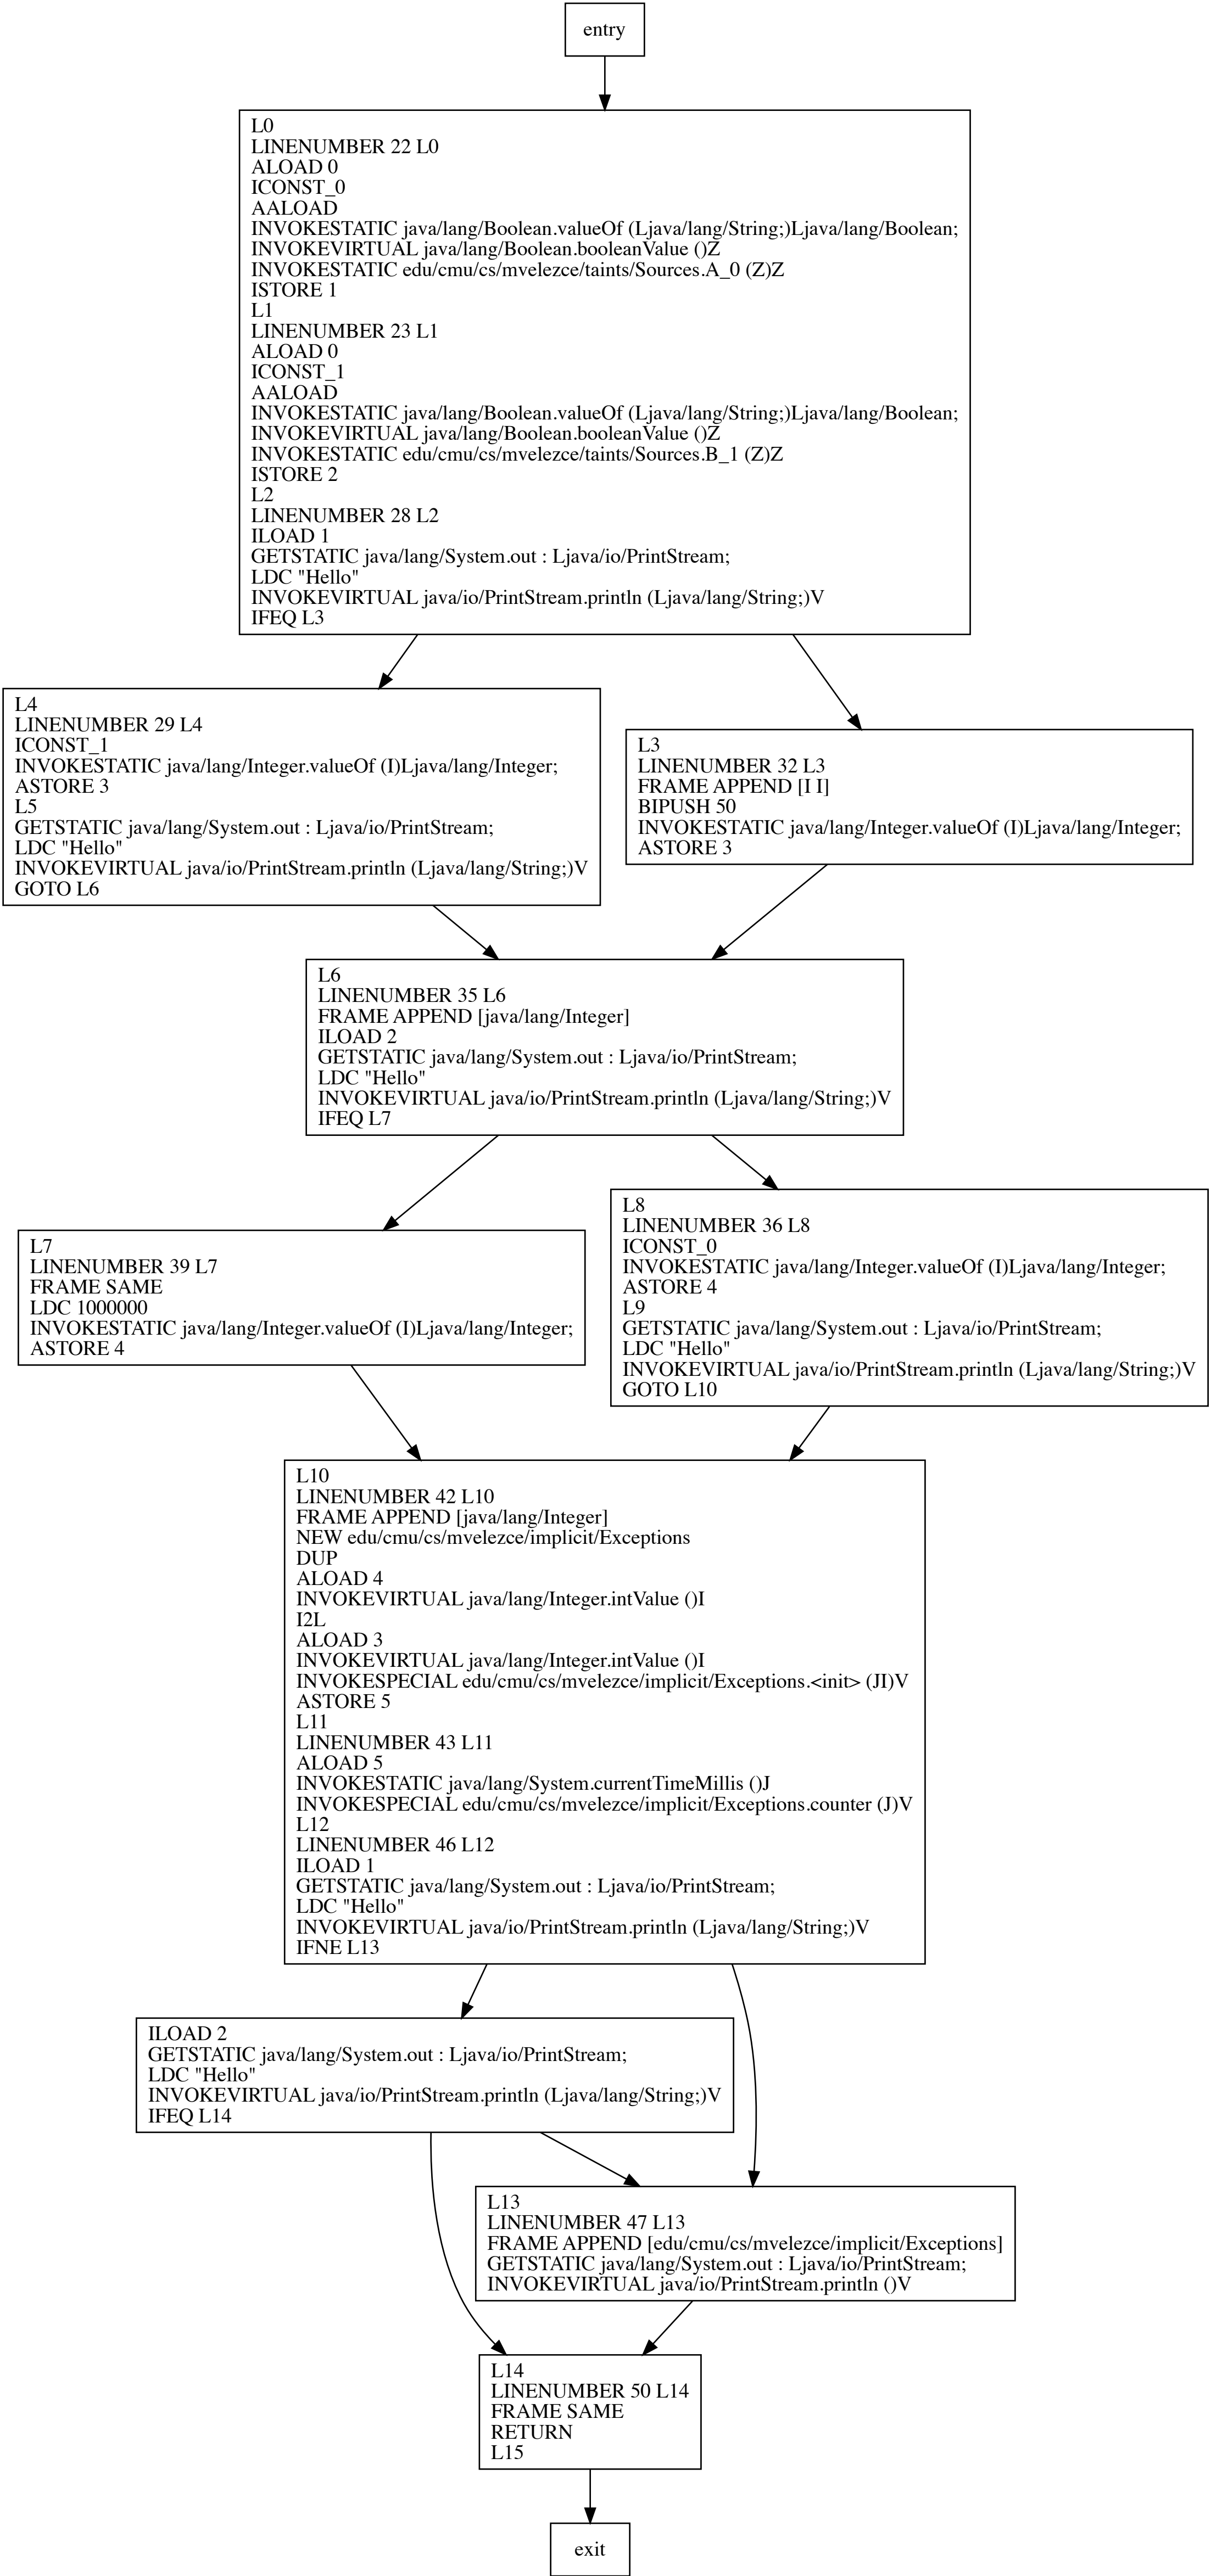 entry
L0
LINENUMBER 22 L0
ALOAD 0
ICONST_0
AALOAD
INVOKESTATIC java/lang/Boolean.valueOf (Ljava/lang/String;)Ljava/lang/Boolean;
INVOKEVIRTUAL java/lang/Boolean.booleanValue ()Z
INVOKESTATIC edu/cmu/cs/mvelezce/taints/Sources.A_0 (Z)Z
ISTORE 1
L1
LINENUMBER 23 L1
ALOAD 0
ICONST_1
AALOAD
INVOKESTATIC java/lang/Boolean.valueOf (Ljava/lang/String;)Ljava/lang/Boolean;
INVOKEVIRTUAL java/lang/Boolean.booleanValue ()Z
INVOKESTATIC edu/cmu/cs/mvelezce/taints/Sources.B_1 (Z)Z
ISTORE 2
L2
LINENUMBER 28 L2
ILOAD 1
GETSTATIC java/lang/System.out : Ljava/io/PrintStream;
LDC "Hello"
INVOKEVIRTUAL java/io/PrintStream.println (Ljava/lang/String;)V
IFEQ L3
L4
LINENUMBER 29 L4
ICONST_1
INVOKESTATIC java/lang/Integer.valueOf (I)Ljava/lang/Integer;
ASTORE 3
L5
GETSTATIC java/lang/System.out : Ljava/io/PrintStream;
LDC "Hello"
INVOKEVIRTUAL java/io/PrintStream.println (Ljava/lang/String;)V
GOTO L6
L3
LINENUMBER 32 L3
FRAME APPEND [I I]
BIPUSH 50
INVOKESTATIC java/lang/Integer.valueOf (I)Ljava/lang/Integer;
ASTORE 3
L6
LINENUMBER 35 L6
FRAME APPEND [java/lang/Integer]
ILOAD 2
GETSTATIC java/lang/System.out : Ljava/io/PrintStream;
LDC "Hello"
INVOKEVIRTUAL java/io/PrintStream.println (Ljava/lang/String;)V
IFEQ L7
L7
LINENUMBER 39 L7
FRAME SAME
LDC 1000000
INVOKESTATIC java/lang/Integer.valueOf (I)Ljava/lang/Integer;
ASTORE 4
L8
LINENUMBER 36 L8
ICONST_0
INVOKESTATIC java/lang/Integer.valueOf (I)Ljava/lang/Integer;
ASTORE 4
L9
GETSTATIC java/lang/System.out : Ljava/io/PrintStream;
LDC "Hello"
INVOKEVIRTUAL java/io/PrintStream.println (Ljava/lang/String;)V
GOTO L10
L10
LINENUMBER 42 L10
FRAME APPEND [java/lang/Integer]
NEW edu/cmu/cs/mvelezce/implicit/Exceptions
DUP
ALOAD 4
INVOKEVIRTUAL java/lang/Integer.intValue ()I
I2L
ALOAD 3
INVOKEVIRTUAL java/lang/Integer.intValue ()I
INVOKESPECIAL edu/cmu/cs/mvelezce/implicit/Exceptions.<init> (JI)V
ASTORE 5
L11
LINENUMBER 43 L11
ALOAD 5
INVOKESTATIC java/lang/System.currentTimeMillis ()J
INVOKESPECIAL edu/cmu/cs/mvelezce/implicit/Exceptions.counter (J)V
L12
LINENUMBER 46 L12
ILOAD 1
GETSTATIC java/lang/System.out : Ljava/io/PrintStream;
LDC "Hello"
INVOKEVIRTUAL java/io/PrintStream.println (Ljava/lang/String;)V
IFNE L13
ILOAD 2
GETSTATIC java/lang/System.out : Ljava/io/PrintStream;
LDC "Hello"
INVOKEVIRTUAL java/io/PrintStream.println (Ljava/lang/String;)V
IFEQ L14
L13
LINENUMBER 47 L13
FRAME APPEND [edu/cmu/cs/mvelezce/implicit/Exceptions]
GETSTATIC java/lang/System.out : Ljava/io/PrintStream;
INVOKEVIRTUAL java/io/PrintStream.println ()V
L14
LINENUMBER 50 L14
FRAME SAME
RETURN
L15
exit